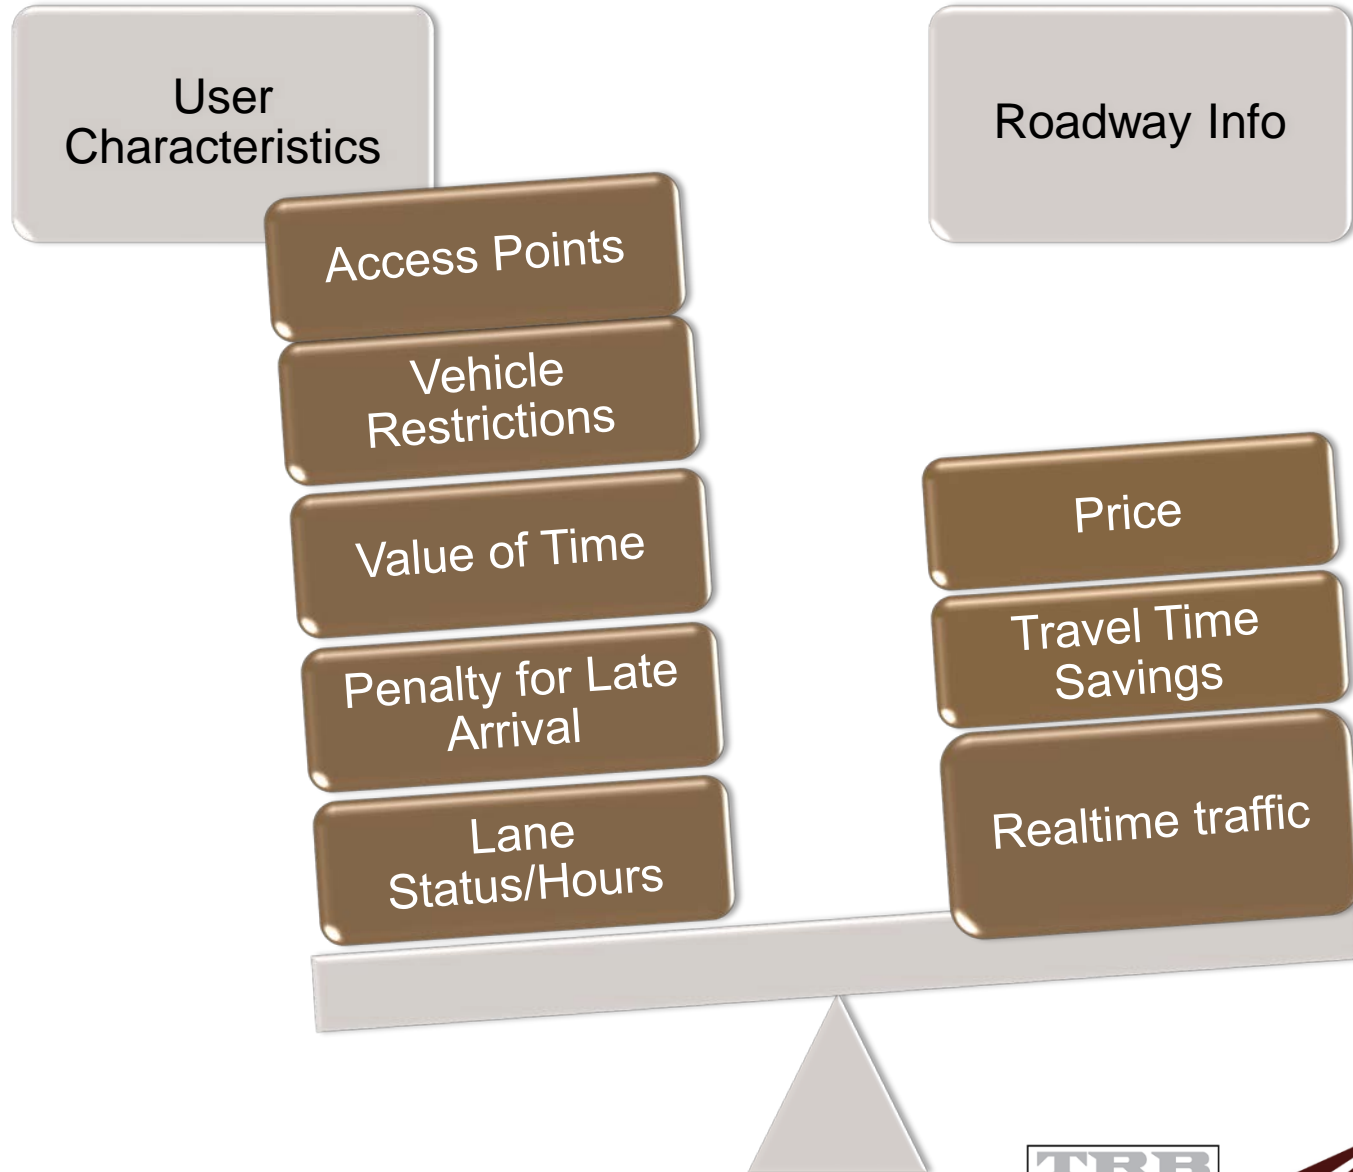 User
Characteristics
Roadway Info
Access Points
Vehicle
Restrictions
Value of Time
Penalty for Late
Arrival
Lane
Status/Hours
Price
Travel Time
Savings
Realtime traffic
TRB